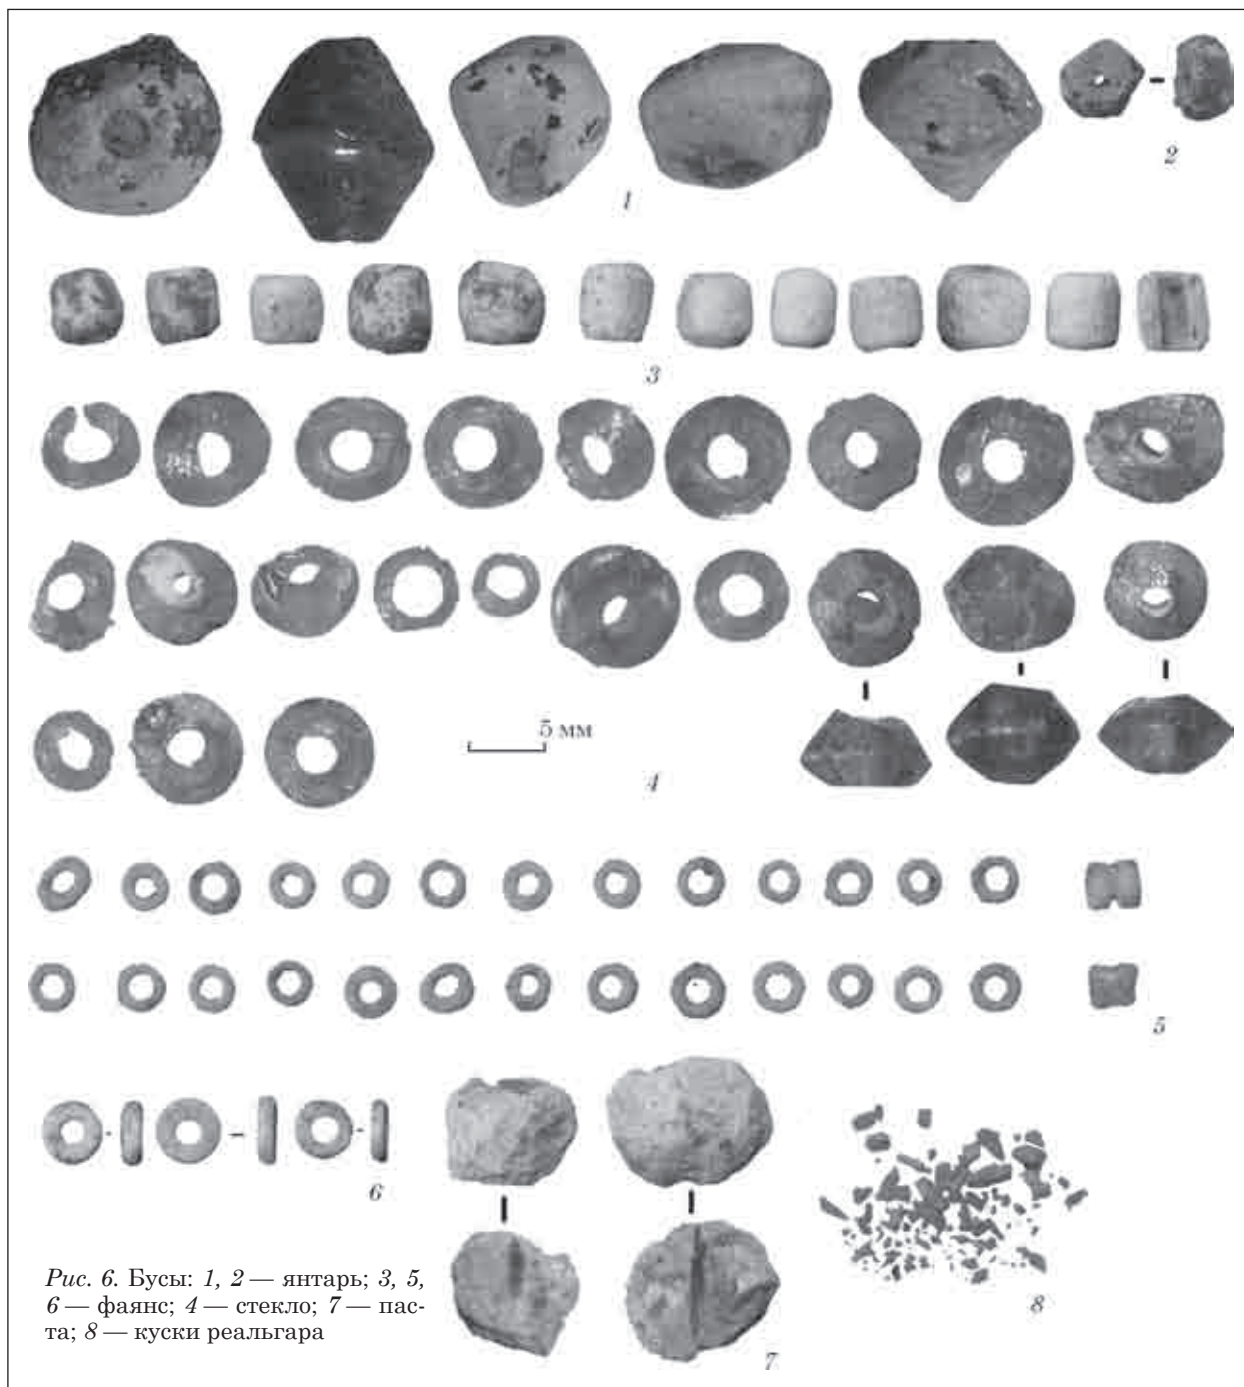 1
2
3
5 мм
4
5
6
7
8
Рис. 6. Бусы: 1, 2 — янтарь; 3, 5,
6 — фаянс; 4 — стекло; 7 — пас-
та; 8 — куски реальгара